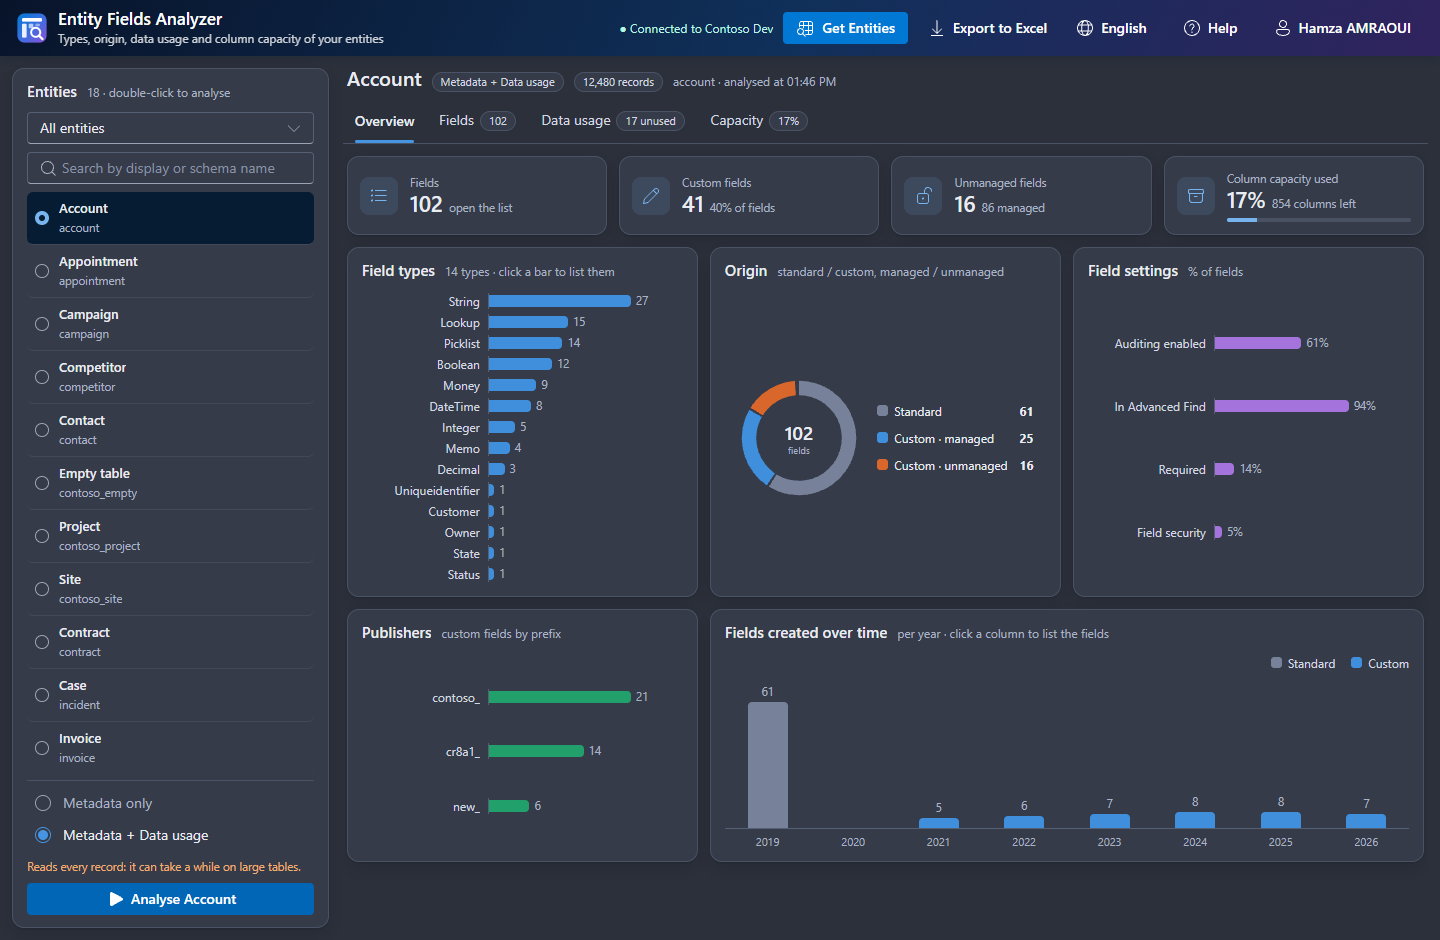 Entity Fields Analyzer
Types, origin, data usage and column capacity of your entities
Connected to Contoso Dev
Get Entities
Export to Excel
English
Help
Hamza AMRAOUI
Entities 18 · double-click to analyse
All entities
Search by display or schema name
Account
account
Appointment
appointment
Campaign
campaign
Competitor
competitor
Contact
contact
Empty table
contoso_empty
Project
contoso_project
Site
contoso_site
Contract
contract
Case
incident
Invoice
invoice
Metadata only
Metadata + Data usage
Reads every record: it can take a while on large tables.
Analyse Account
Account Metadata + Data usage 12,480 records account · analysed at 01:46 PM
Overview Fields 102 Data usage 17 unused Capacity 17%
Fields
102 open the list
Custom fields
41 40% of fields
Unmanaged fields
16 86 managed
Column capacity used
17% 854 columns left
Field types 14 types · click a bar to list them
String 27
Lookup 15
Picklist 14
Boolean 12
Money 9
DateTime 8
Integer 5
Memo 4
Decimal 3
Uniqueidentifier 1
Customer 1
Owner 1
State 1
Status 1
Origin standard / custom, managed / unmanaged
102
fields
Standard 61
Custom · managed 25
Custom · unmanaged 16
Field settings % of fields
Auditing enabled 61%
In Advanced Find 94%
Required 14%
Field security 5%
Publishers custom fields by prefix
contoso_ 21
cr8a1_ 14
new_ 6
Fields created over time per year · click a column to list the fields
Standard Custom
61 5 6 7 8 8 7
2019 2020 2021 2022 2023 2024 2025 2026